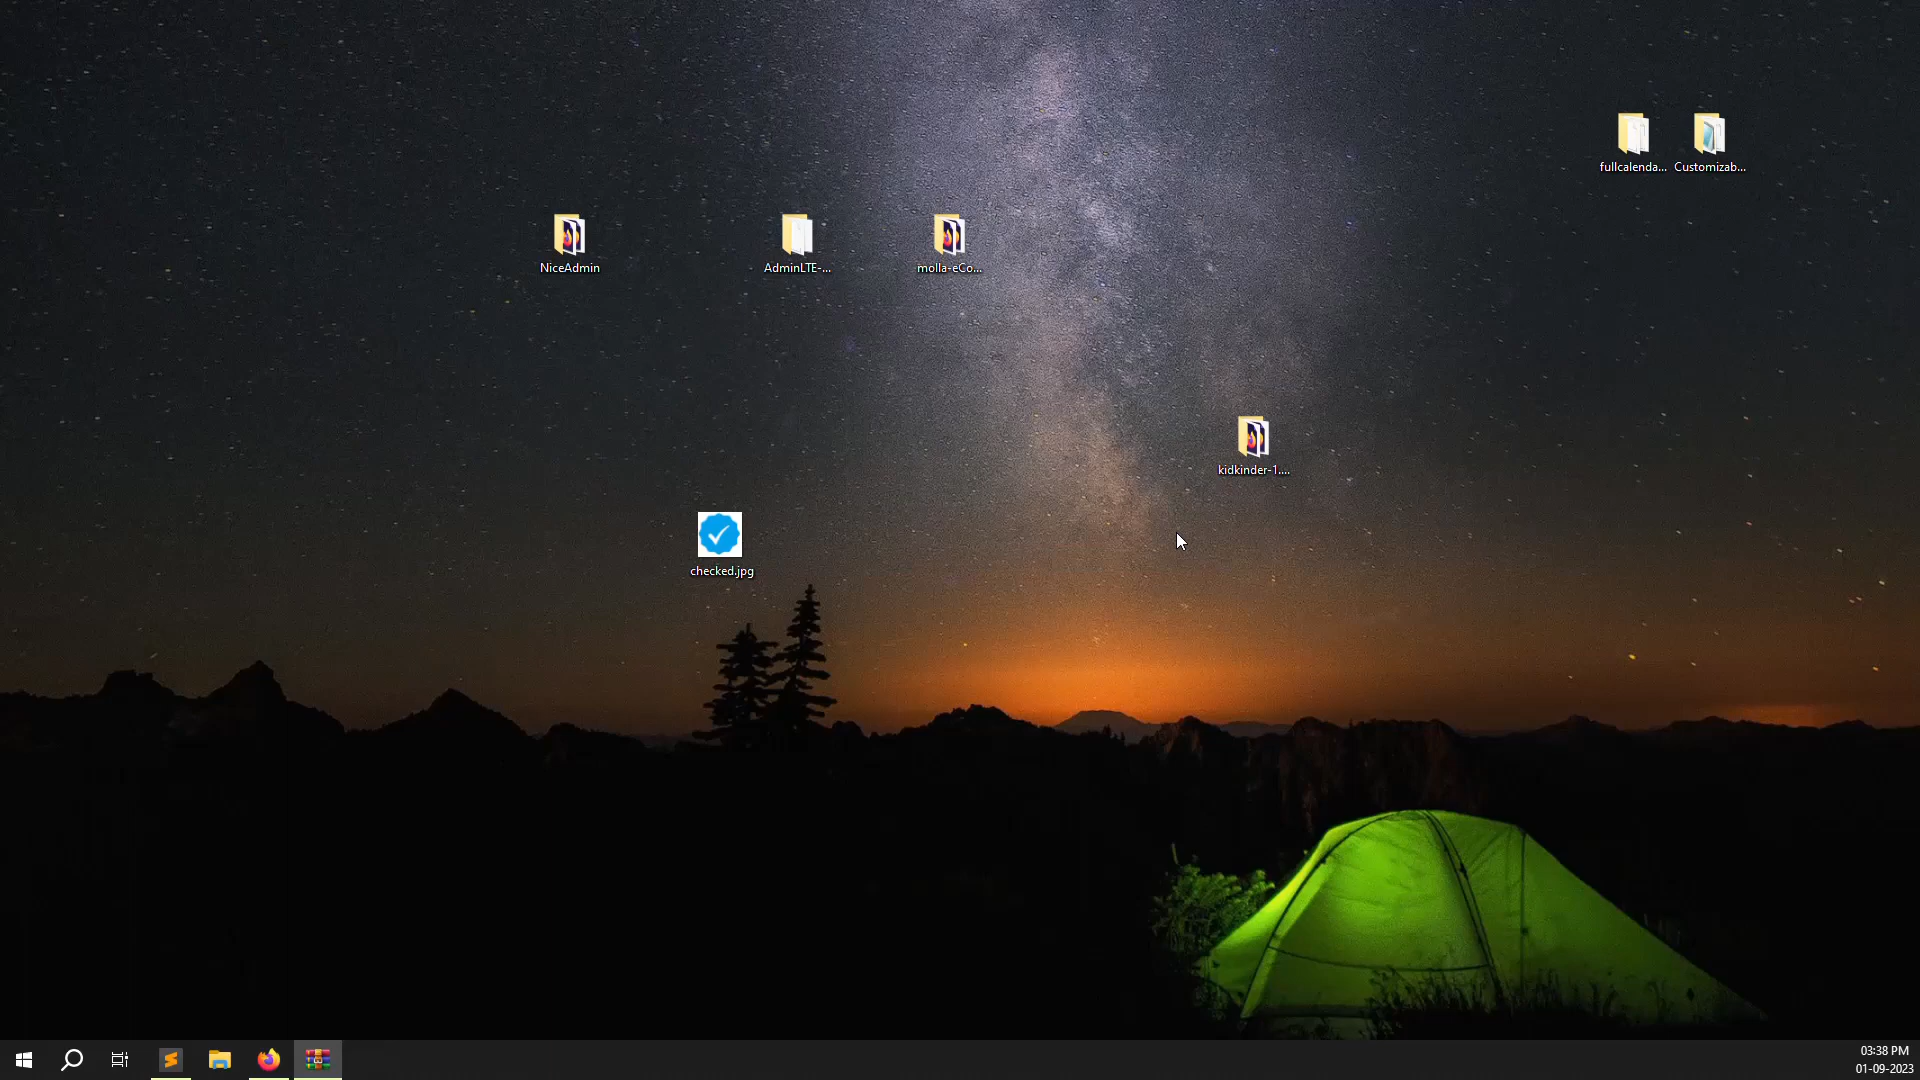 fullcalenda... Customizab...
NiceAdmin AdminLTE-... molla-eCo...
kidkinder-1....
checked.jpg
03:38 PM
01-09-2023